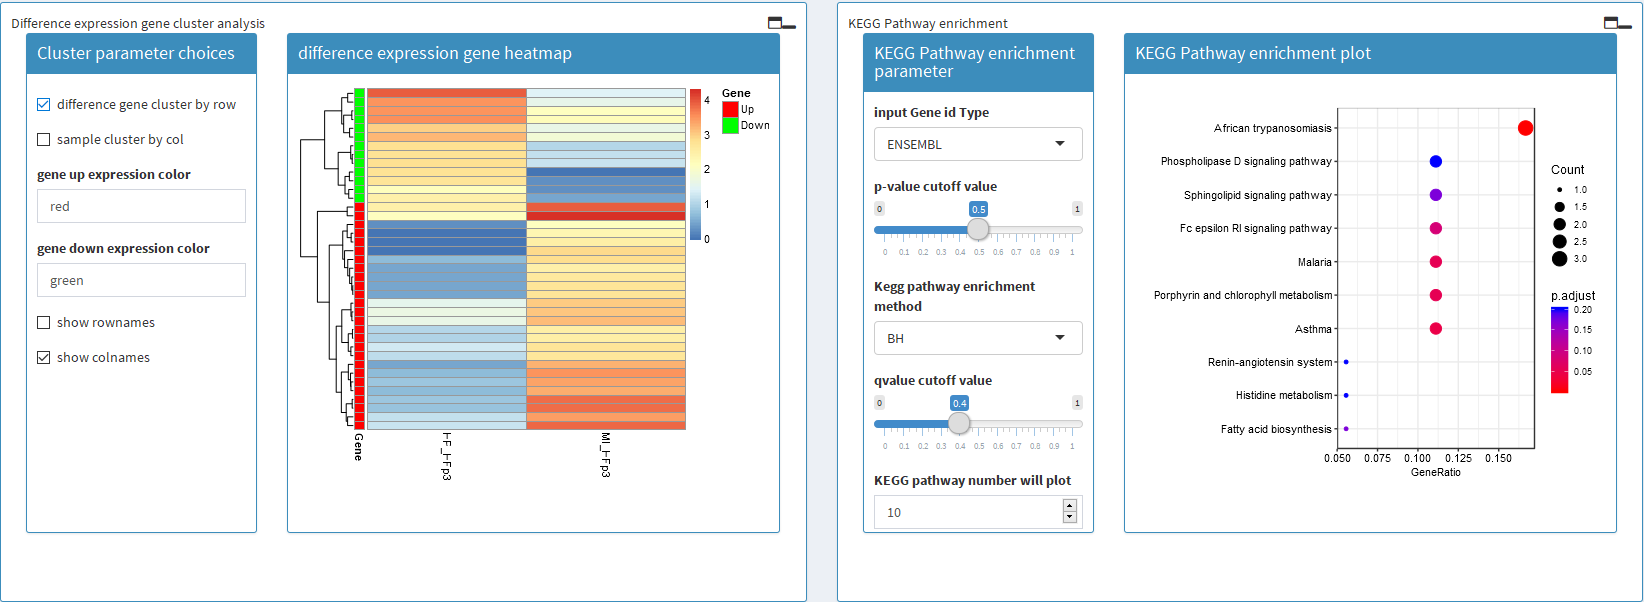 Difference expression gene cluster analysis
Cluster parameter choices
difference gene cluster by row
sample cluster by col
gene up expression color
red
gene down expression color
green
show rownames
show colnames
difference expression gene heatmap
4
3
2
1
0
Gene
Up
Down
Gene
HF_HFp3
MI_HFp3
KEGG Pathway enrichment
KEGG Pathway enrichment
parameter
input Gene id Type
ENSEMBL
p-value cutoff value
0 0.5 1
0 0.1 0.2 0.3 0.4 0.5 0.6 0.7 0.8 0.9 1
Kegg pathway enrichment
method
BH
qvalue cutoff value
0 0.4 1
0 0.1 0.2 0.3 0.4 0.5 0.6 0.7 0.8 0.9 1
KEGG pathway number will plot
10
KEGG Pathway enrichment plot
African trypanosomiasis
Phospholipase D signaling pathway
Sphingolipid signaling pathway
Fc epsilon RI signaling pathway
Malaria
Porphyrin and chlorophyll metabolism
Asthma
Renin-angiotensin system
Histidine metabolism
Fatty acid biosynthesis
0.050 0.075 0.100 0.125 0.150
GeneRatio
Count
1.0
1.5
2.0
2.5
3.0
p.adjust
0.20
0.15
0.10
0.05